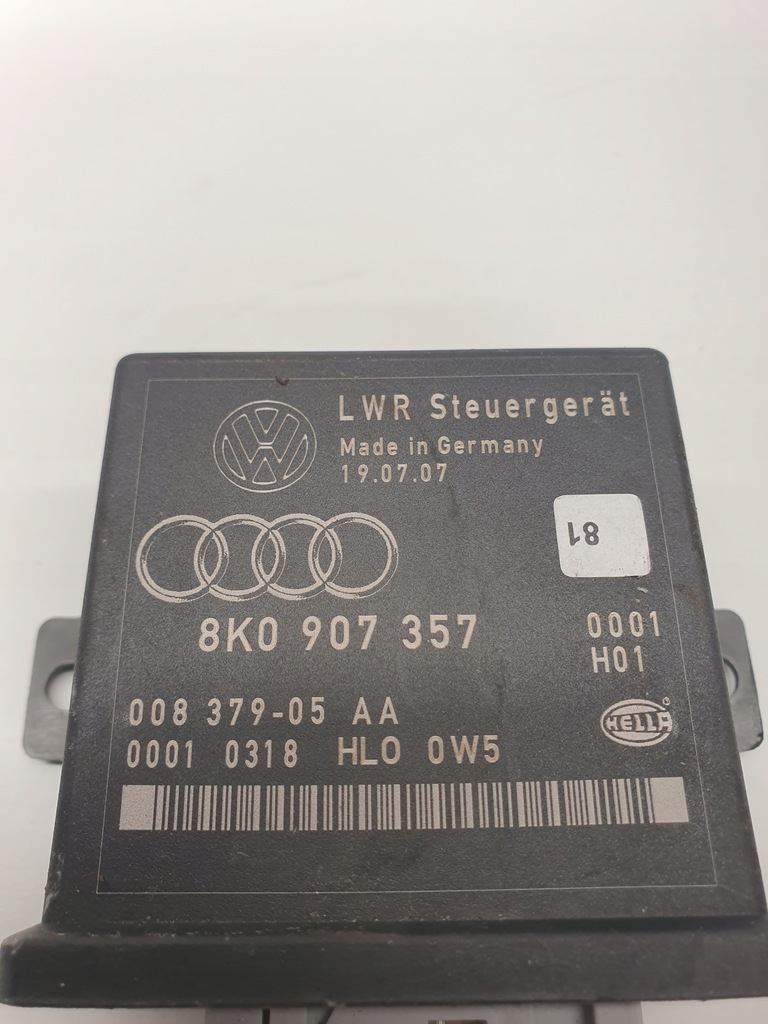 LWR Steuergerät
Made in Germany
19.07.07
81
8K0 907 357
0001
H01
008 379-05 AA
HELLA
0001 0318 HLO 0W5